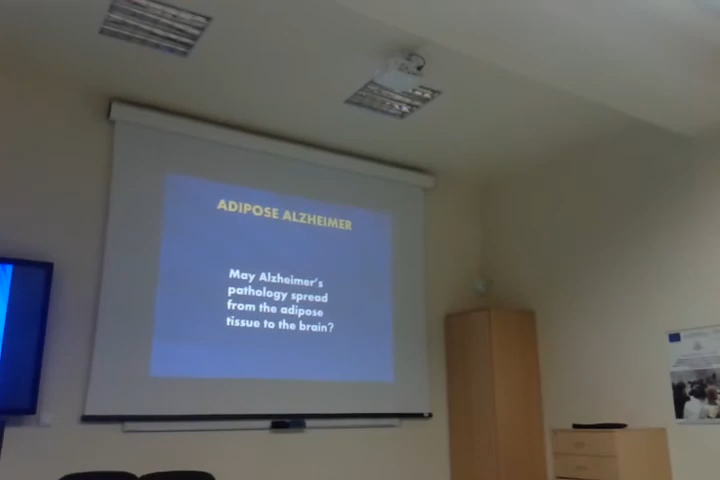 ADIPOSE ALZHEIMER
May Alzheimer's
pathology spread
from the adipose
tissue to the brain?